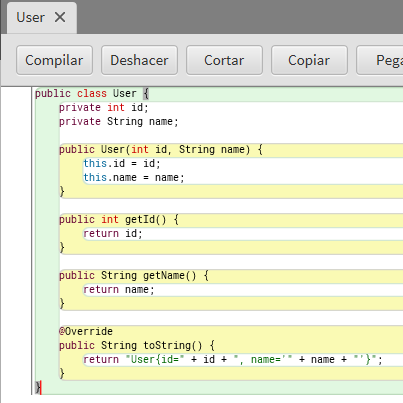 User ×
Compilar Deshacer Cortar Copiar Pega
public class User {
    private int id;
    private String name;
    public User(int id, String name) {
        this.id = id;
        this.name = name;
    }
    public int getId() {
        return id;
    }
    public String getName() {
        return name;
    }
    @Override
    public String toString() {
        return "User{id=" + id + ", name='" + name + "'}";
    }
}